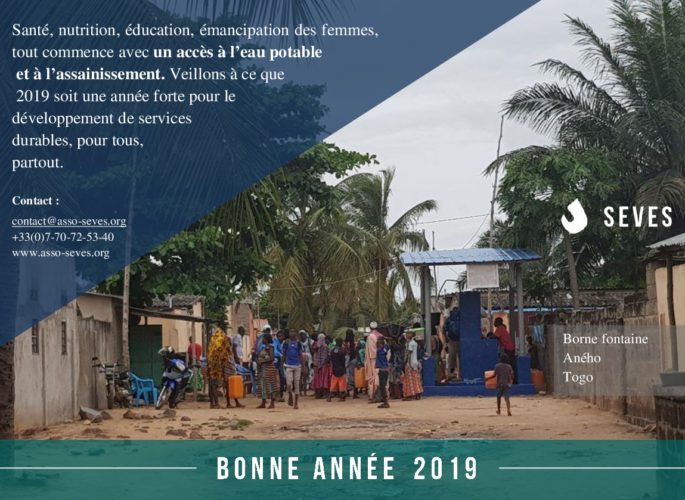 Santé, nutrition, éducation, émancipation des femmes,
tout commence avec un accès à l’eau potable
et à l’assainissement. Veillons à ce que
2019 soit une année forte pour le
développement de services
durables, pour tous,
partout.
Contact :
contact@asso-seves.org
+33(0)7-70-72-53-40
www.asso-seves.org
SEVES
Borne fontaine
Aného
Togo
BONNE ANNÉE 2019